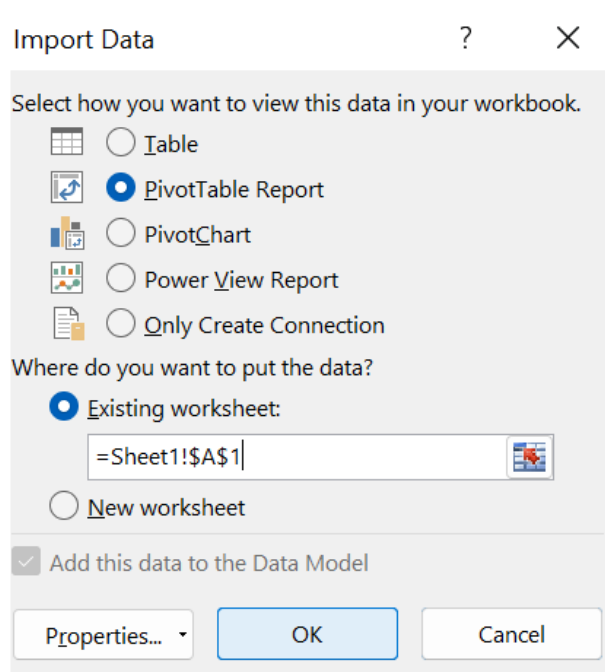 Import Data ?
Select how you want to view this data in your workbook.
Table
PivotTable Report
PivotChart
Power View Report
Only Create Connection
Where do you want to put the data?
Existing worksheet:
=Sheet1!$A$1
New worksheet
Add this data to the Data Model
Properties... OK Cancel